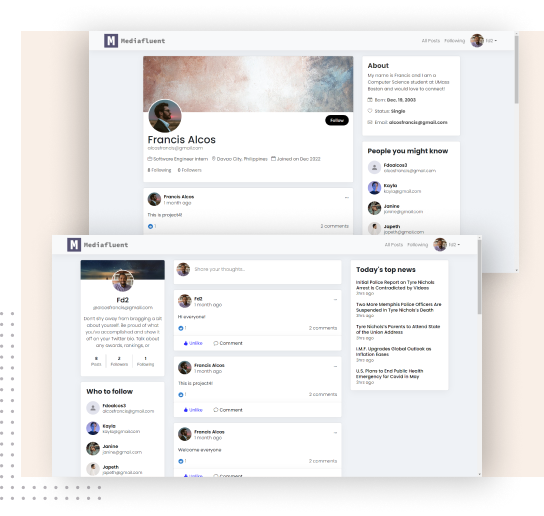 M Mediafluent
All Posts Following fd2
Follow
Francis Alcos
alcosfrancis@gmail.com
Software Engineer Intern Davao City, Philippines Joined on Dec 2022
0 Following 0 Followers
Francis Alcos
1 month ago
This is project4!
1
3 comments
About
My name is Francis and I am a
Computer Science student at UMass
Boston and would love to connect!
Born: Dec, 19, 2003
Status: Single
Email: alcosfrancis@gmail.com
People you might know
Fdealcos3
alcosfrancis@gmail.com
Kayla
kayla@gmail.com
Janine
janine@gmail.com
Japeth
japeth@gmail.com
M Mediafluent
All Posts Following fd2
Fd2
@alcosfrancis@gmail.com
Don't shy away from bragging a bit
about yourself. Be proud of what
you've accomplished and show it
off on your Twitter bio. Talk about
any awards, rankings, or
Posts Followers Following
Who to follow
Fdealcos3
alcosfrancis@gmail.com
Kayla
kayla@gmail.com
Janine
janine@gmail.com
Japeth
japeth@gmail.com
Share your thoughts...
Fd2
1 month ago
Hi everyone!
1
2 comments
Unlike Comment
Francis Alcos
1 month ago
This is project4!
1
3 comments
Unlike Comment
Francis Alcos
1 month ago
Welcome everyone
1
2 comments
Unlike Comment
Today's top news
Initial Police Report on Tyre Nichols
Arrest Is Contradicted by Videos
3hrs ago
Two More Memphis Police Officers Are
Suspended in Tyre Nichols's Death
3hrs ago
Tyre Nichols's Parents to Attend State
of the Union Address
3hrs ago
I.M.F. Upgrades Global Outlook as
Inflation Eases
3hrs ago
U.S. Plans to End Public Health
Emergency for Covid in May
3hrs ago